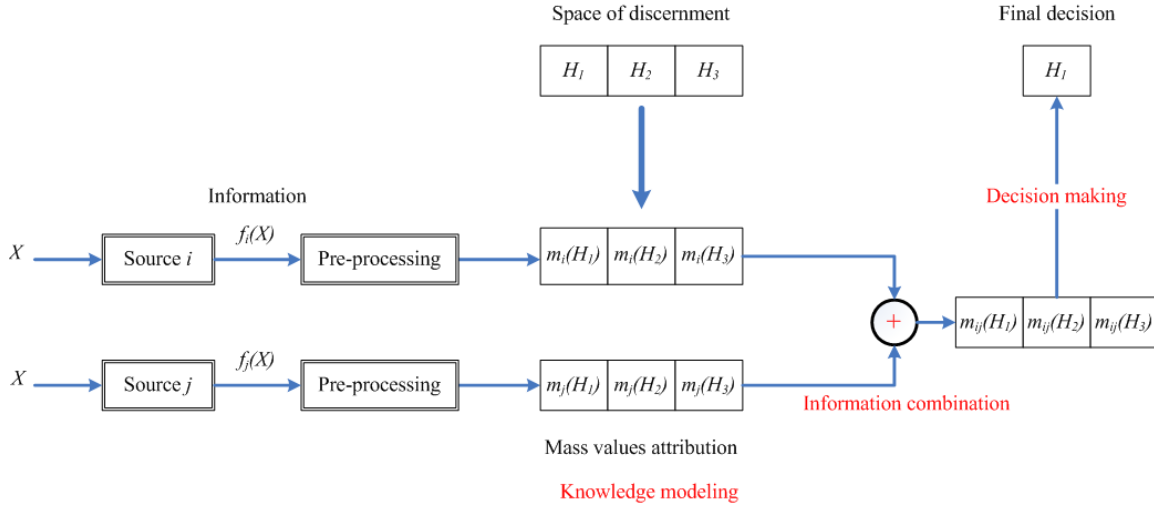 Space of discernment
Final decision
H1 H2 H3
H1
Information
Decision making
X
Source i
fi(X)
Pre-processing
mi(H1) mi(H2) mi(H3)
+
mij(H1) mij(H2) mij(H3)
X
Source j
fj(X)
Pre-processing
mj(H1) mj(H2) mj(H3)
Information combination
Mass values attribution
Knowledge modeling